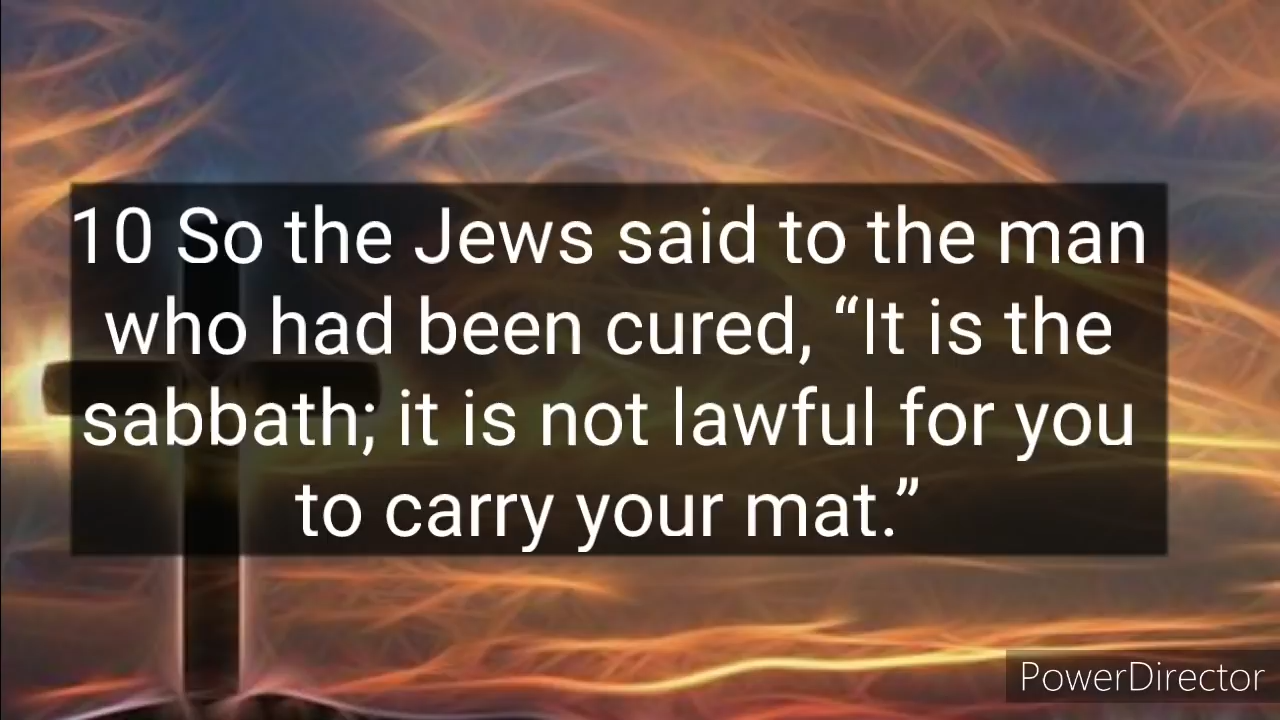 10 So the Jews said to the man
who had been cured, “It is the
sabbath; it is not lawful for you
to carry your mat.”
PowerDirector